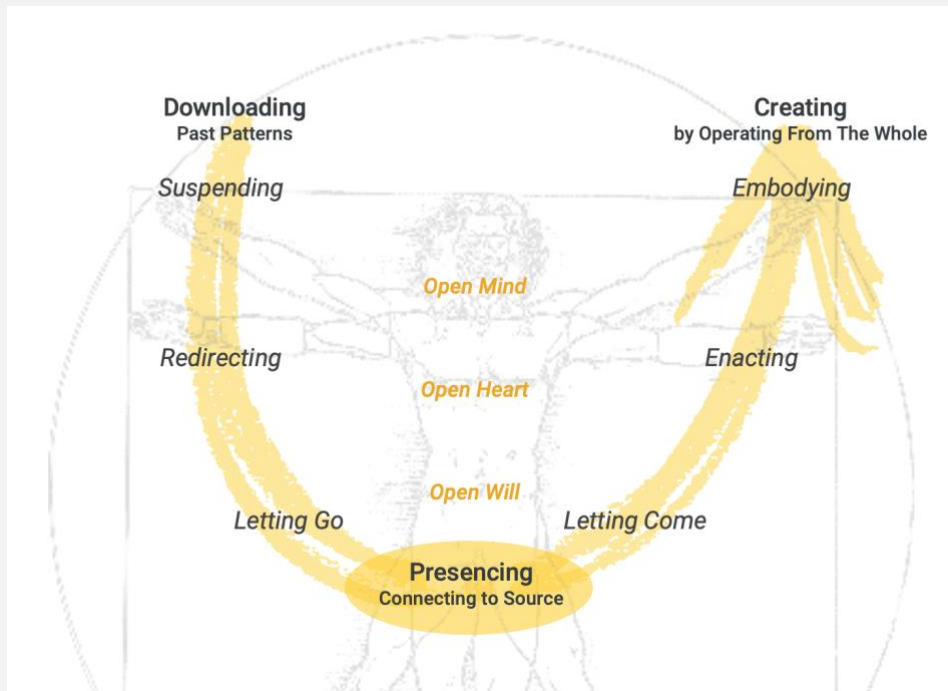 Downloading
Past Patterns
Creating
by Operating From The Whole
Suspending
Embodying
Open Mind
Redirecting
Enacting
Open Heart
Open Will
Letting Go
Letting Come
Presencing
Connecting to Source